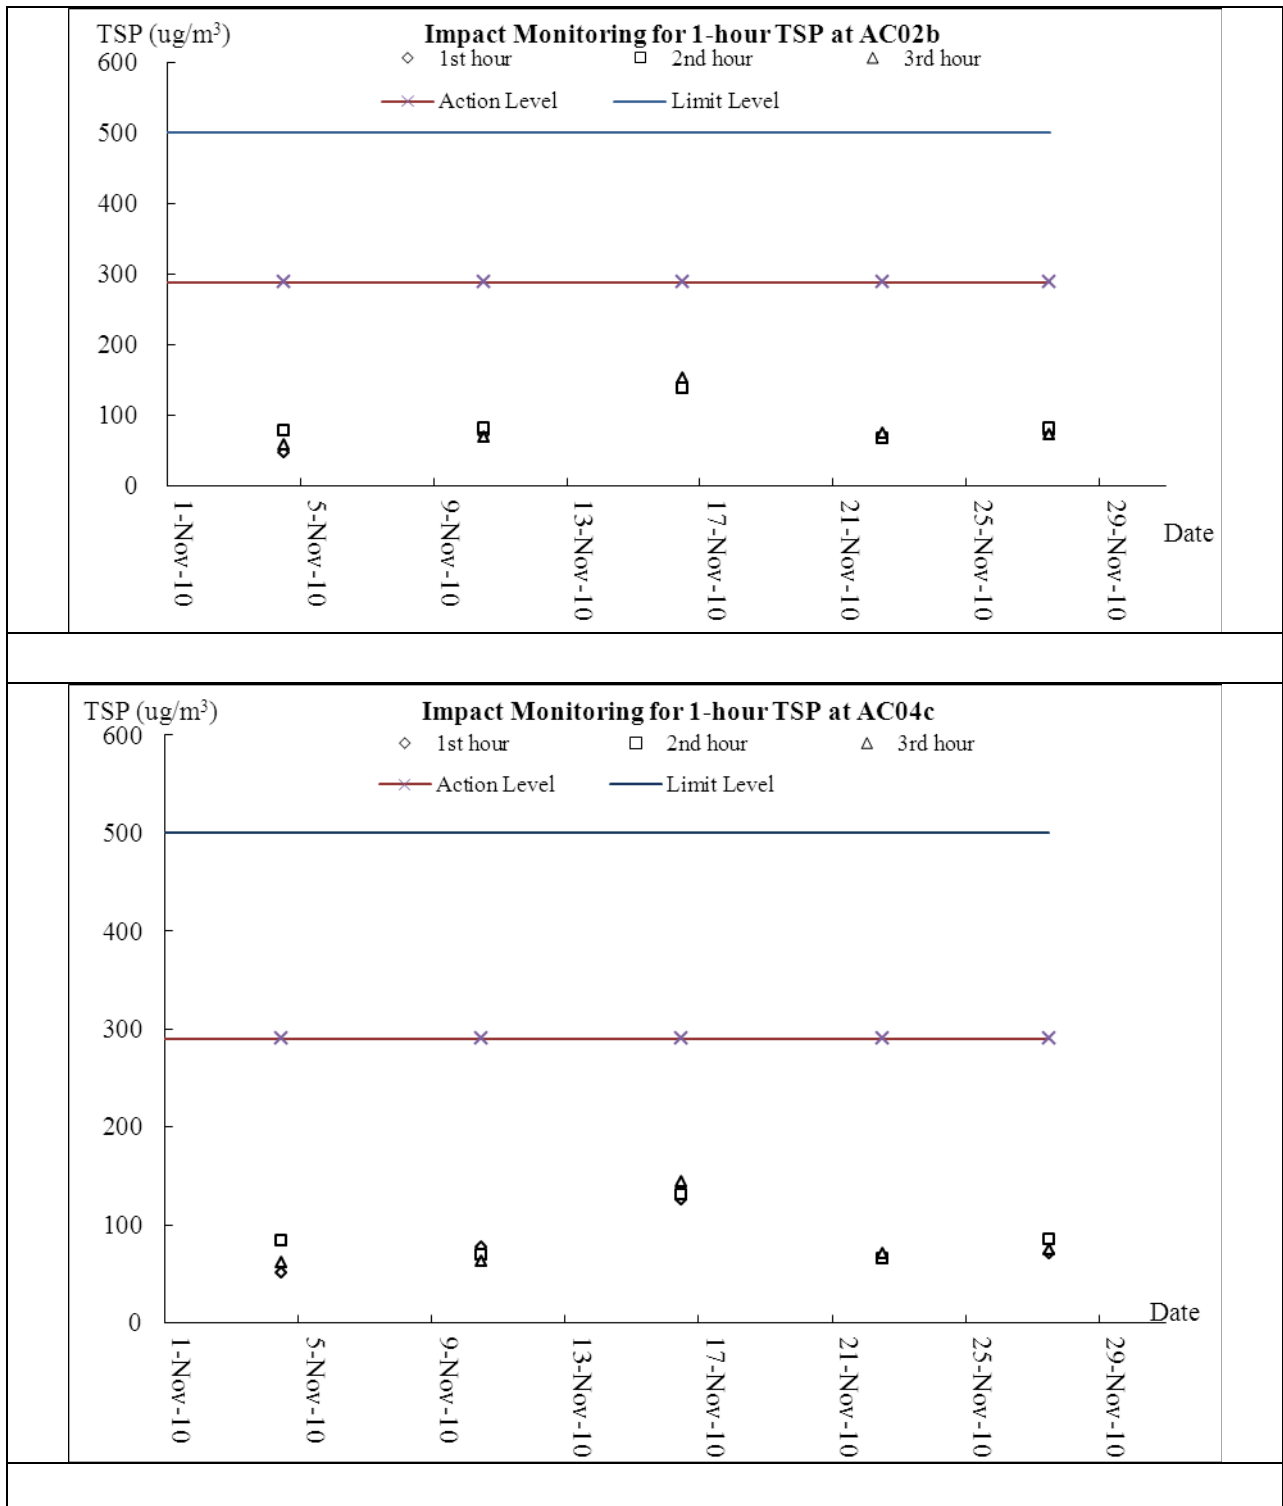 TSP (ug/m³) Impact Monitoring for 1-hour TSP at AC02b
1st hour 2nd hour 3rd hour
Action Level Limit Level
600
500
400
300
200
100
0
1-Nov-10 5-Nov-10 9-Nov-10 13-Nov-10 17-Nov-10 21-Nov-10 25-Nov-10 29-Nov-10 Date
TSP (ug/m³) Impact Monitoring for 1-hour TSP at AC04c
1st hour 2nd hour 3rd hour
Action Level Limit Level
600
500
400
300
200
100
0
Date
1-Nov-10 5-Nov-10 9-Nov-10 13-Nov-10 17-Nov-10 21-Nov-10 25-Nov-10 29-Nov-10